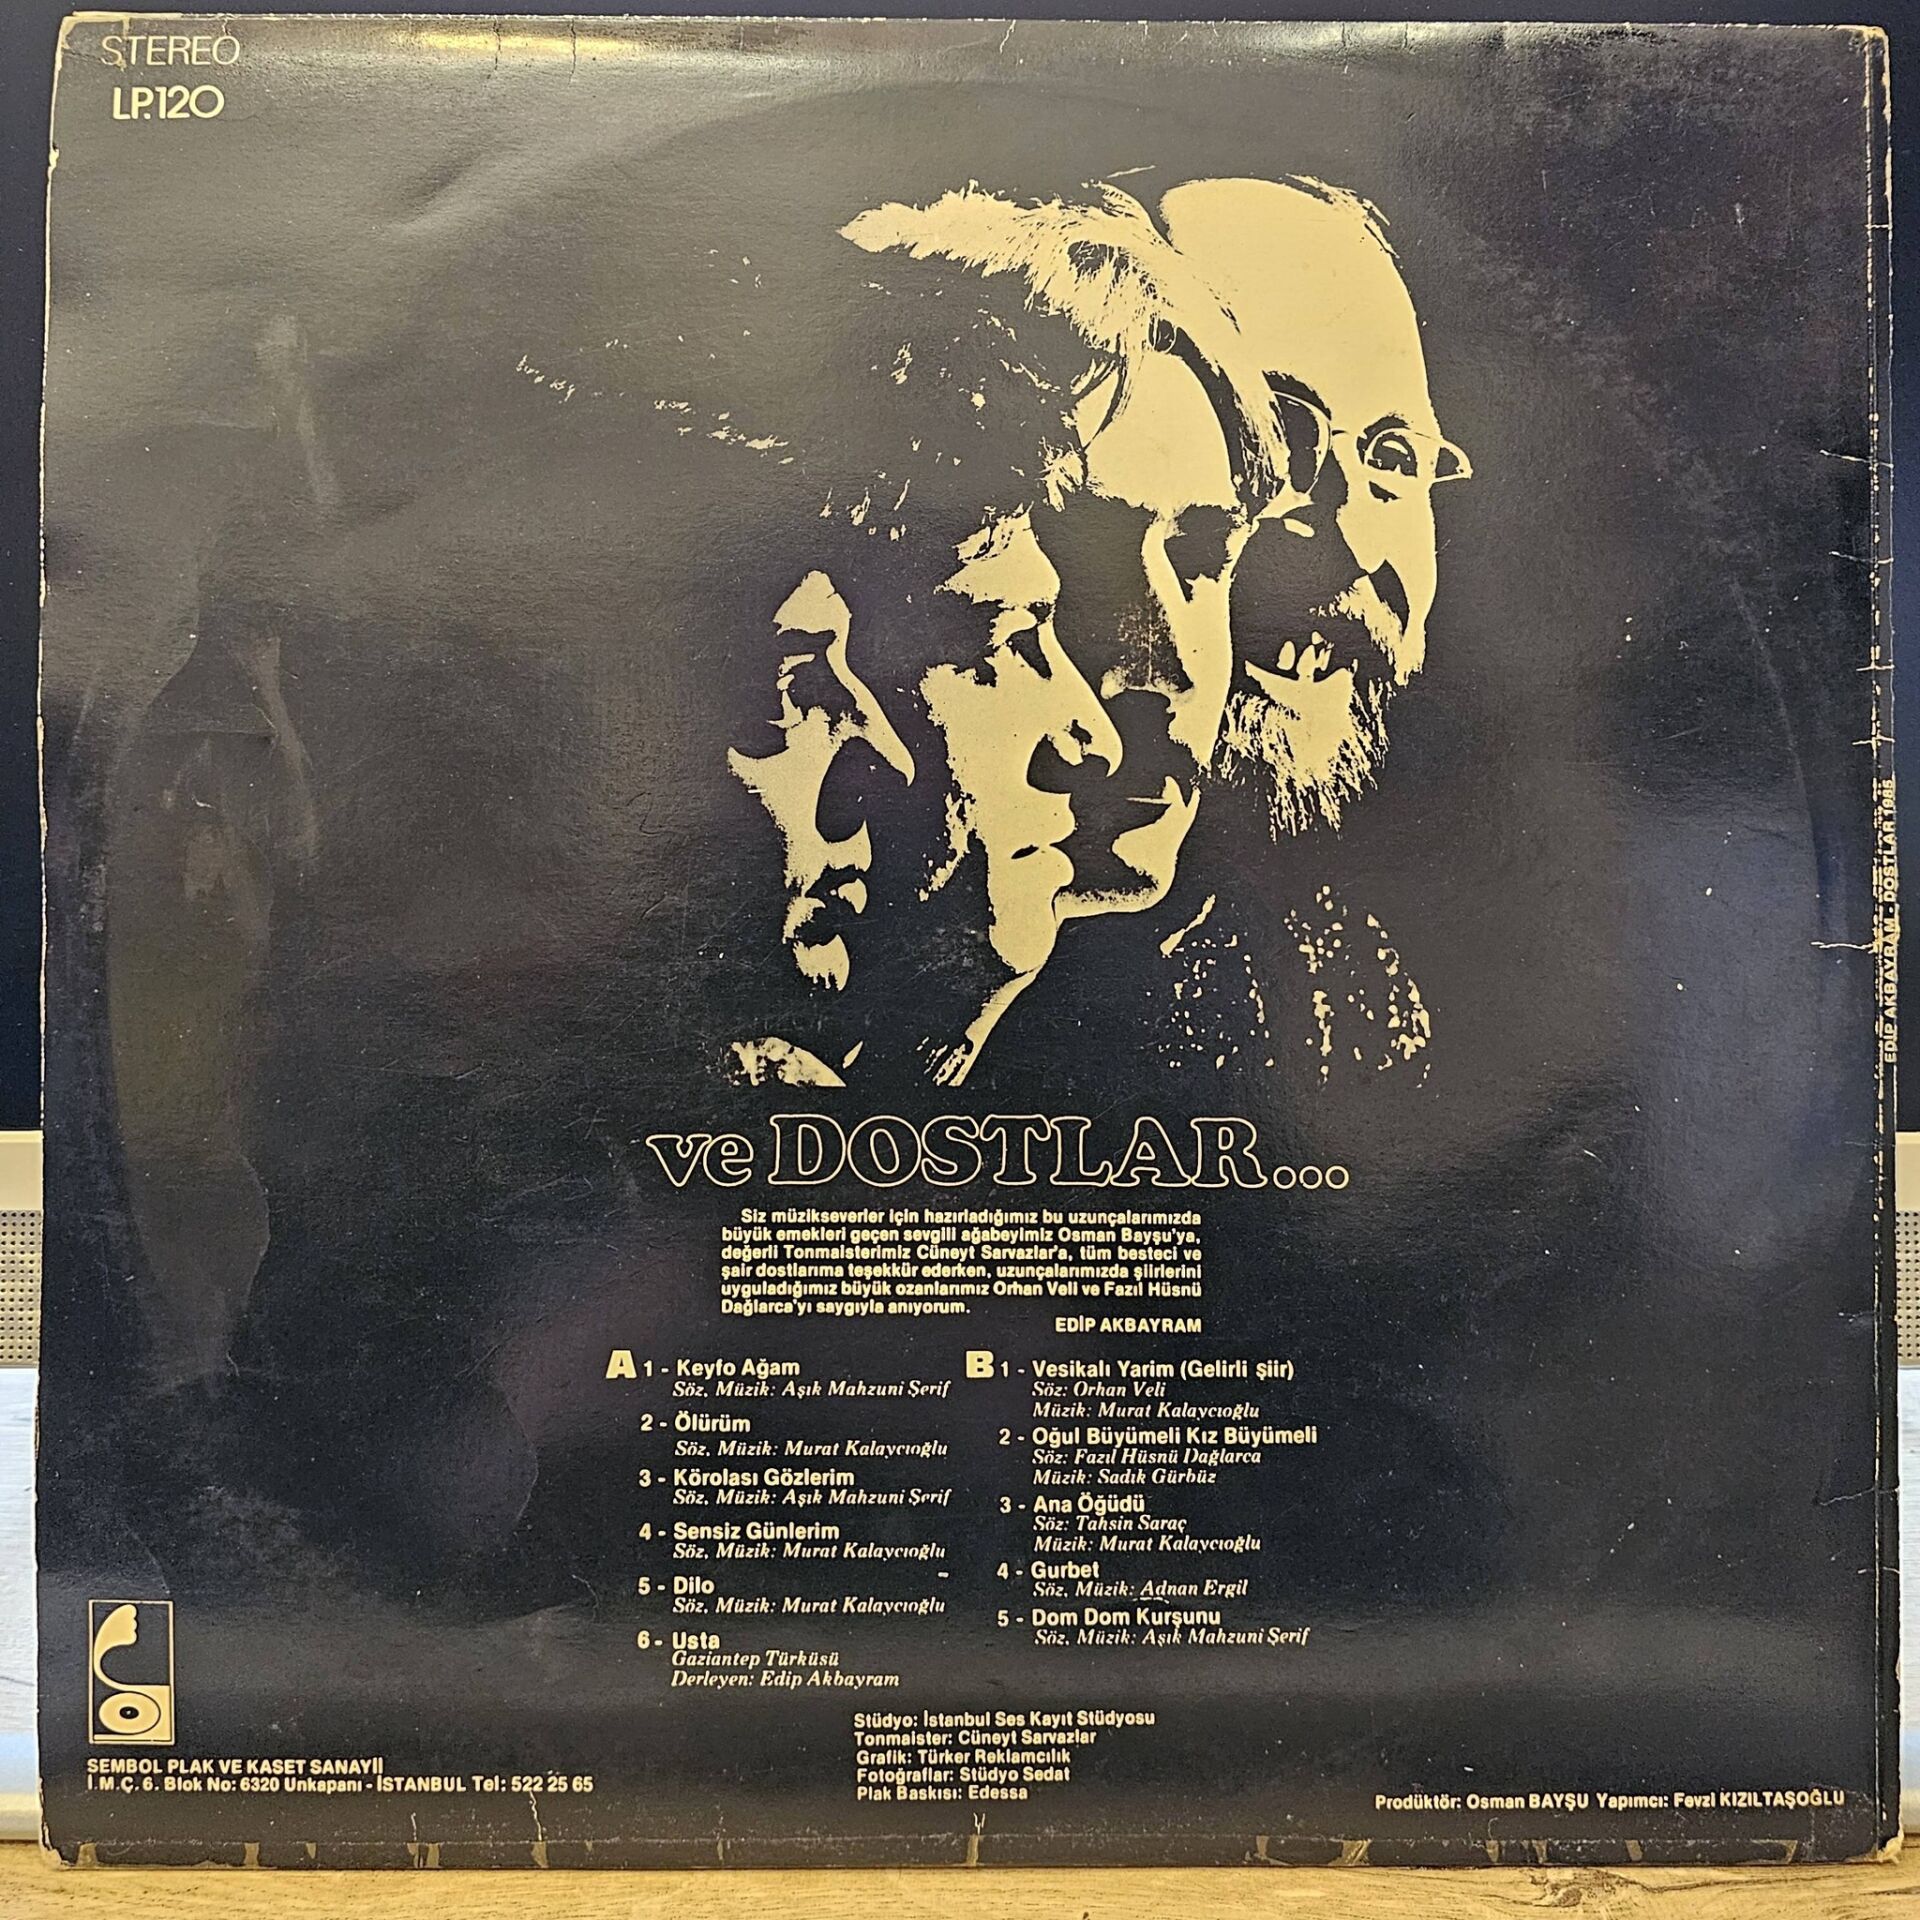 STEREO
LP.120
ve DOSTLAR...
Siz müzikseverler için hazırladığımız bu uzunçalarımızda
büyük emekleri geçen sevgili ağabeyimiz Osman Bayşu'ya,
değerli Tonmaisterimiz Cüneyt Sarvazlar'a, tüm besteci ve
şair dostlarıma teşekkür ederken, uzunçalarımızda şiirlerini
uyguladığımız büyük ozanlarımız Orhan Veli ve Fazıl Hüsnü
Dağlarca'yı saygıyla anıyorum.
EDİP AKBAYRAM
A 1 - Keyfo Ağam
Söz, Müzik: Aşık Mahzuni Şerif
2 - Ölürüm
Söz, Müzik: Murat Kalaycıoğlu
3 - Körolası Gözlerim
Söz, Müzik: Aşık Mahzuni Şerif
4 - Sensiz Günlerim
Söz, Müzik: Murat Kalaycıoğlu
5 - Dilo
Söz, Müzik: Murat Kalaycıoğlu
6 - Usta
Gaziantep Türküsü
Derleyen: Edip Akbayram
B 1 - Vesikalı Yarim (Gelirli şiir)
Söz: Orhan Veli
Müzik: Murat Kalaycıoğlu
2 - Oğul Büyümeli Kız Büyümeli
Söz: Fazıl Hüsnü Dağlarca
Müzik: Sadık Gürbüz
3 - Ana Öğüdü
Söz: Tahsin Saraç
Müzik: Murat Kalaycıoğlu
4 - Gurbet
Söz, Müzik: Adnan Ergil
5 - Dom Dom Kurşunu
Söz, Müzik: Aşık Mahzuni Şerif
Stüdyo: İstanbul Ses Kayıt Stüdyosu
Tonmaister: Cüneyt Sarvazlar
Grafik: Türker Reklamcılık
Fotoğraflar: Stüdyo Sedat
Plak Baskısı: Edessa
SEMBOL PLAK VE KASET SANAYİİ
İ.M.Ç. 6. Blok No: 6320 Unkapanı - İSTANBUL Tel: 522 25 65
Prodüktör: Osman BAYŞU Yapımcı: Fevzi KIZILTAŞOĞLU
EDİP AKBAYRAM - DOSTLAR 1985